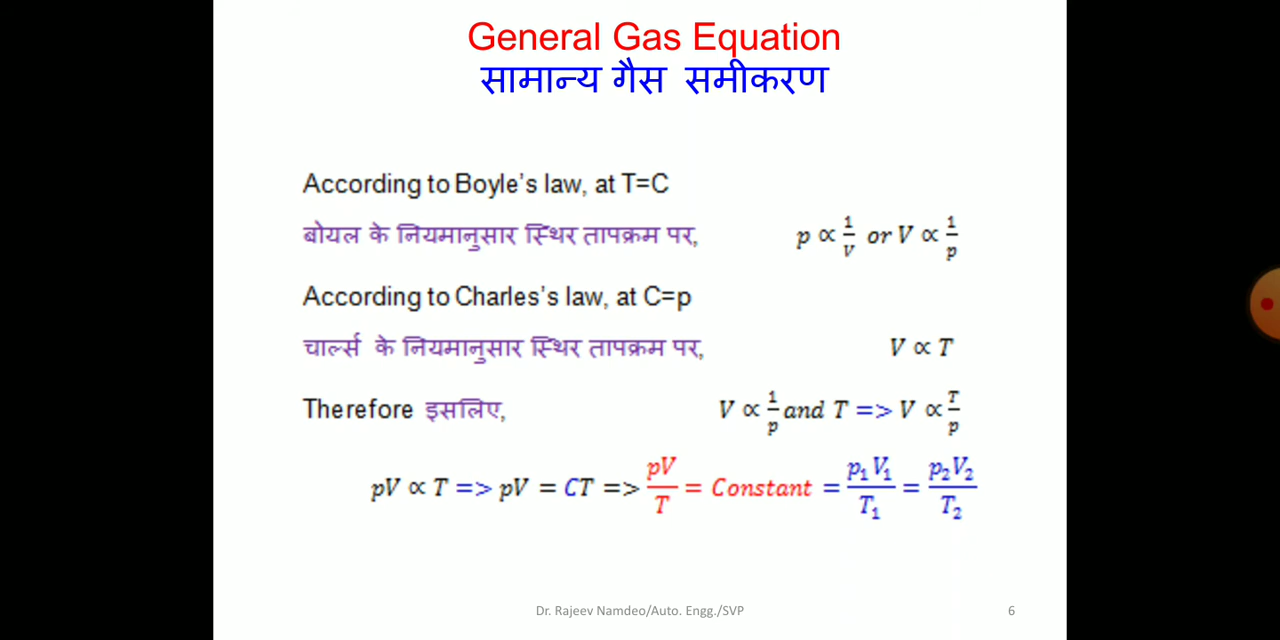 General Gas Equation
सामान्य गैस समीकरण
According to Boyle's law, at T=C
बोयल के नियमानुसार स्थिर तापक्रम पर, p ∝ 1/V or V ∝ 1/p
According to Charles's law, at C=p
चार्ल्स के नियमानुसार स्थिर तापक्रम पर, V ∝ T
Therefore इसलिए, V ∝ 1/p and T => V ∝ T/p
pV ∝ T => pV = CT => pV/T = Constant = p₁V₁/T₁ = p₂V₂/T₂
Dr. Rajeev Namdeo/Auto. Engg./SVP 6